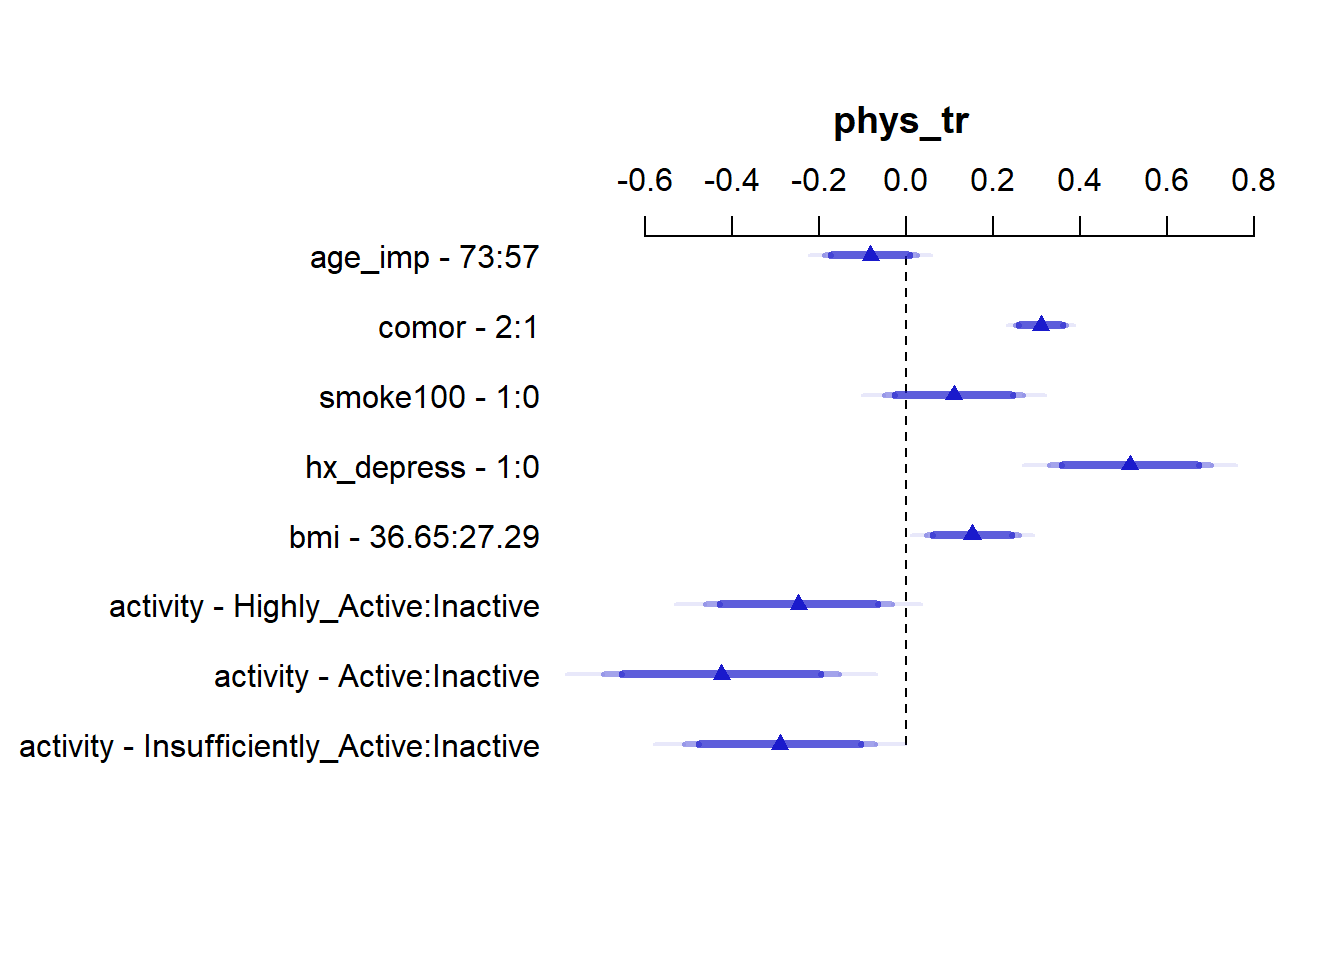 phys_tr
-0.6 -0.4 -0.2 0.0 0.2 0.4 0.6 0.8
age_imp - 73:57
comor - 2:1
smoke100 - 1:0
hx_depress - 1:0
bmi - 36.65:27.29
activity - Highly_Active:Inactive
activity - Active:Inactive
activity - Insufficiently_Active:Inactive